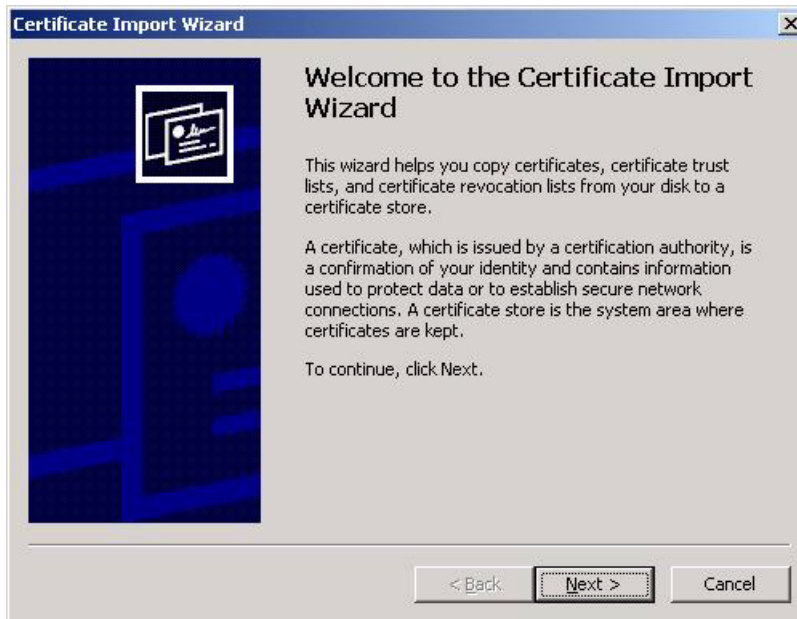 Certificate Import Wizard
Welcome to the Certificate Import
Wizard
This wizard helps you copy certificates, certificate trust
lists, and certificate revocation lists from your disk to a
certificate store.
A certificate, which is issued by a certification authority, is
a confirmation of your identity and contains information
used to protect data or to establish secure network
connections. A certificate store is the system area where
certificates are kept.
To continue, click Next.
< Back
Next >
Cancel